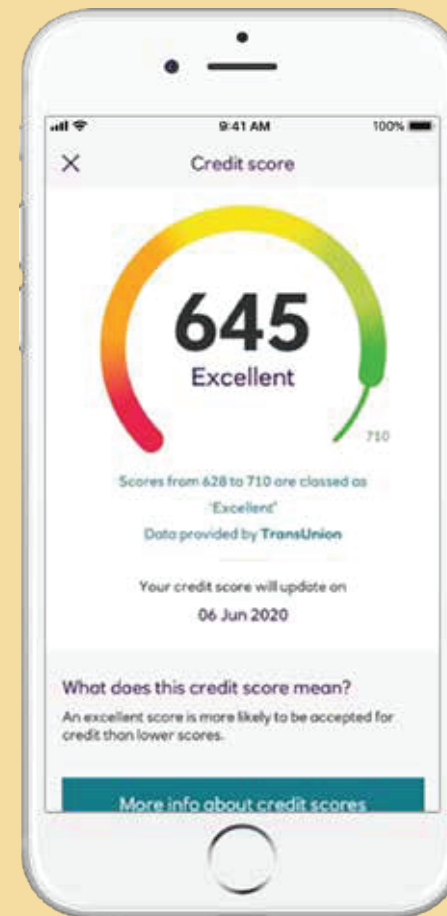 9:41 AM
100%
Credit score
645
Excellent
710
Scores from 628 to 710 are classed as
'Excellent'
Data provided by TransUnion
Your credit score will update on
06 Jun 2020
What does this credit score mean?
An excellent score is more likely to be accepted for
credit than lower scores.
More info about credit scores